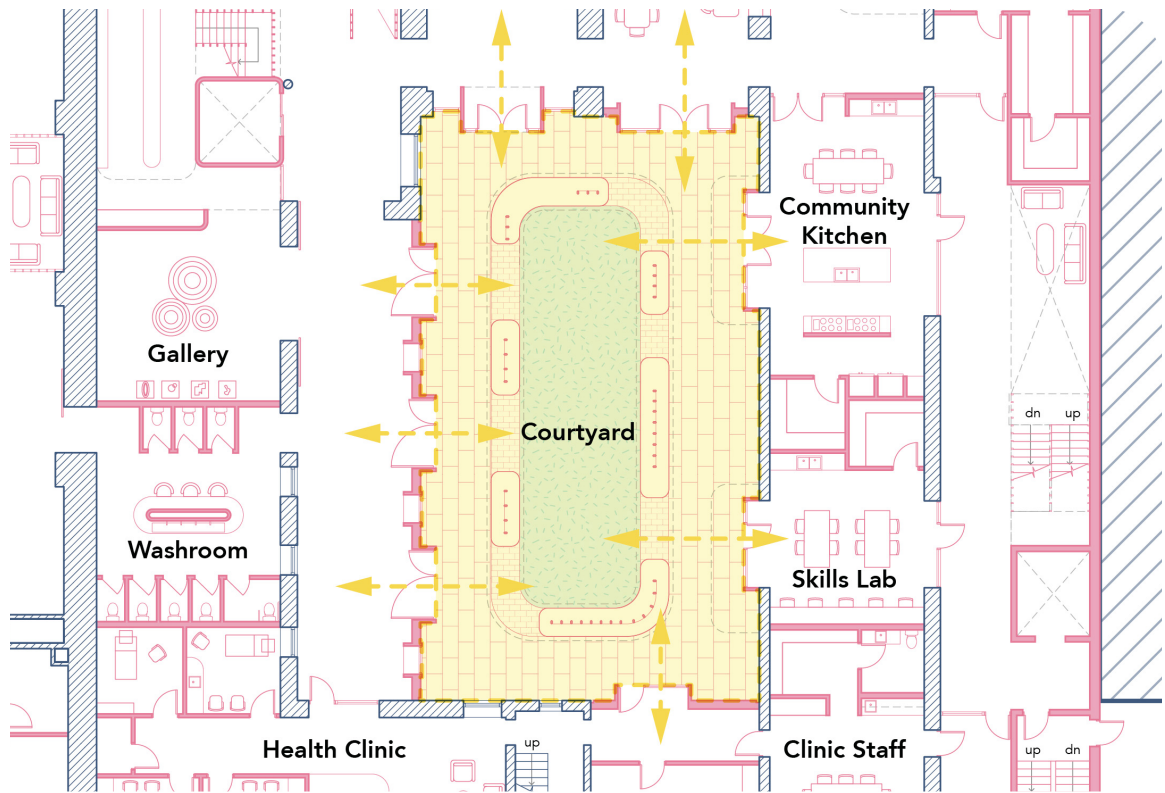 Community
Kitchen
Gallery
dn
up
Courtyard
Washroom
Skills Lab
Health Clinic
up
Clinic Staff
up
dn